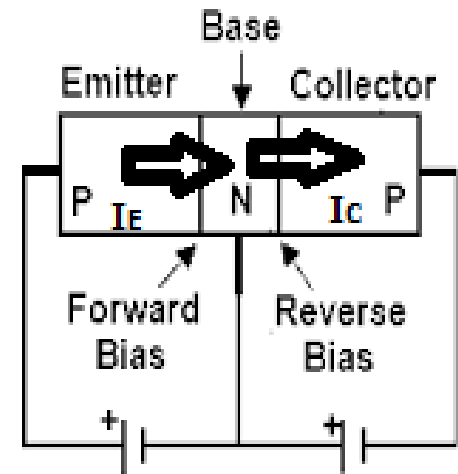 Base
Emitter Collector
P IE N IC P
Forward Bias
Reverse Bias
+ +